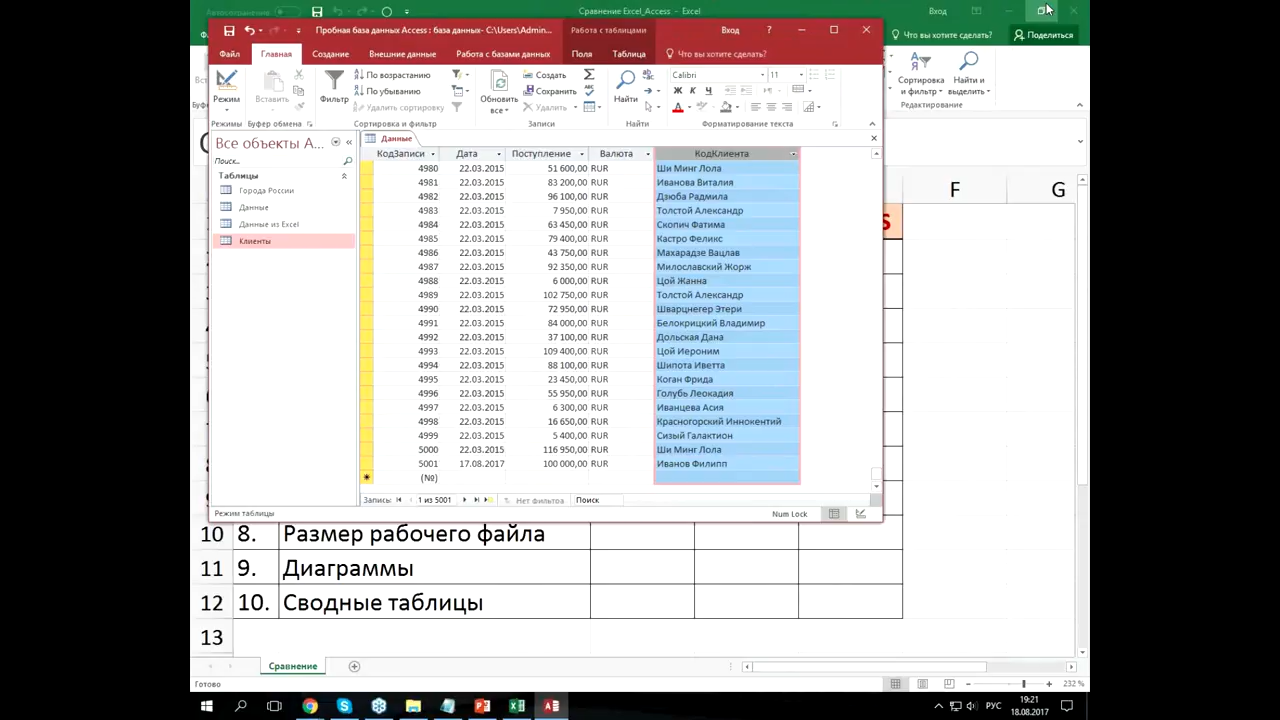 Автосохранение
Сравнение Excel_Access - Excel
Вход
Пробная база данных Access : база данных- C:\Users\Admin...
Работа с таблицами
Вход
?
Что вы хотите сделать?
Поделиться
Файл
Главная
Создание
Внешние данные
Работа с базами данных
Поля
Таблица
Что вы хотите сделать?
Режим
Вставить
Фильтр
По возрастанию
По убыванию
Удалить сортировку
Обновить все
Создать
Сохранить
Удалить
Найти
Calibri
11
Ж К Ч
Сортировка и фильтр
Найти и выделить
Редактирование
Режимы
Буфер обмена
Сортировка и фильтр
Записи
Найти
Форматирование текста
Все объекты A...
Поиск...
Таблицы
Города России
Данные
Данные из Excel
Клиенты
Данные
КодЗаписи Дата Поступление Валюта КодКлиента
4980 22.03.2015 51 600,00 RUR Ши Минг Лола
4981 22.03.2015 83 200,00 RUR Иванова Виталия
4982 22.03.2015 96 100,00 RUR Дзюба Радмила
4983 22.03.2015 7 950,00 RUR Толстой Александр
4984 22.03.2015 63 450,00 RUR Скопич Фатима
4985 22.03.2015 79 400,00 RUR Кастро Феликс
4986 22.03.2015 43 750,00 RUR Махарадзе Вацлав
4987 22.03.2015 92 350,00 RUR Милославский Жорж
4988 22.03.2015 6 000,00 RUR Цой Жанна
4989 22.03.2015 102 750,00 RUR Толстой Александр
4990 22.03.2015 72 950,00 RUR Шварцнегер Этери
4991 22.03.2015 84 000,00 RUR Белокрицкий Владимир
4992 22.03.2015 37 100,00 RUR Дольская Дана
4993 22.03.2015 109 400,00 RUR Цой Иероним
4994 22.03.2015 88 100,00 RUR Шипота Иветта
4995 22.03.2015 23 450,00 RUR Коган Фрида
4996 22.03.2015 55 950,00 RUR Голубь Леокадия
4997 22.03.2015 6 300,00 RUR Иванцева Асия
4998 22.03.2015 16 650,00 RUR Красногорский Иннокентий
4999 22.03.2015 5 400,00 RUR Сизый Галактион
5000 22.03.2015 116 950,00 RUR Ши Минг Лола
5001 17.08.2017 100 000,00 RUR Иванов Филипп
(№)
Запись: 1 из 5001 Нет фильтров Поиск
Режим таблицы
Num Lock
F G
S
10 8. Размер рабочего файла
11 9. Диаграммы
12 10. Сводные таблицы
13
Сравнение
Готово
232 %
РУС
19:21
18.08.2017